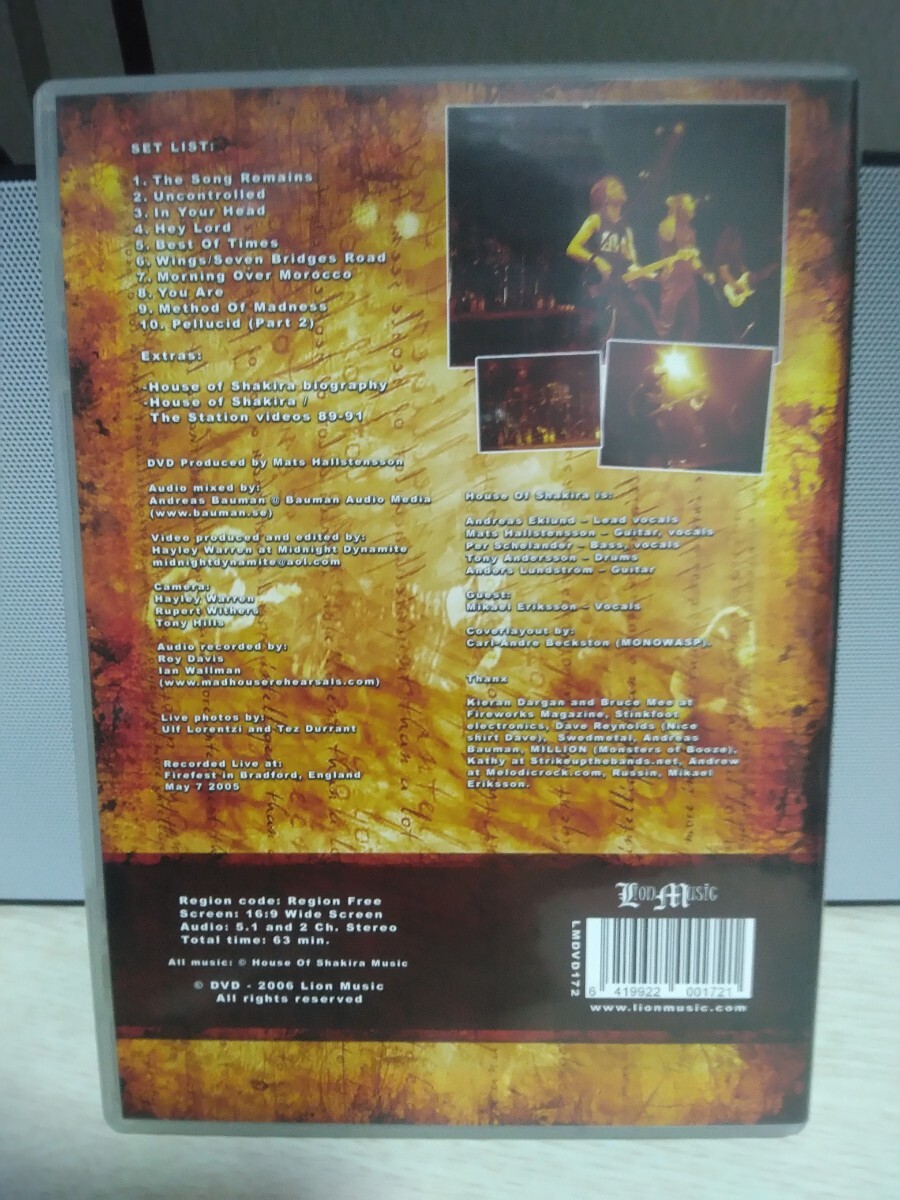 SET LIST:
1. The Song Remains
2. Uncontrolled
3. In Your Head
4. Hey Lord
5. Best Of Times
6. Wings/Seven Bridges Road
7. Morning Over Morocco
8. You Are
9. Method Of Madness
10. Pellucid (Part 2)
Extras:
-House of Shakira biography
-House of Shakira /
The Station videos 89-91
DVD Produced by Mats Hallstensson
Audio mixed by:
Andreas Bauman @ Bauman Audio Media
(www.bauman.se)
Video produced and edited by:
Hayley Warren at Midnight Dynamite
midnightdynamite@aol.com
Camera:
Hayley Warren
Rupert Withers
Tony Hills
Audio recorded by:
Roy Davis
Ian Wallman
(www.madhouserehearsals.com)
Live photos by:
Ulf Lorentzi and Tez Durrant
Recorded Live at:
Firefest in Bradford, England
May 7 2005
House Of Shakira is:
Andreas Eklund – Lead vocals
Mats Hallstensson – Guitar, vocals
Per Schelander – Bass, vocals
Tony Andersson – Drums
Anders Lundstrom – Guitar
Guest:
Mikael Eriksson – Vocals
Coverlayout by:
Carl-Andre Beckston (MONOWASP).
Thanx
Kieran Dargan and Bruce Mee at
Fireworks Magazine, Stinkfoot
electronics, Dave Reynolds (Nice
shirt Dave), Swedmetal, Andreas
Bauman, MILLION (Monsters of Booze),
Kathy at Strikeupthebands.net, Andrew
at Melodicrock.com, Russin, Mikael
Eriksson.
Region code: Region Free
Screen: 16:9 Wide Screen
Audio: 5.1 and 2 Ch. Stereo
Total time: 63 min.
All music: © House Of Shakira Music
© DVD - 2006 Lion Music
All rights reserved
Lion Music
LMDVD172
6 419922 001721
www.lionmusic.com